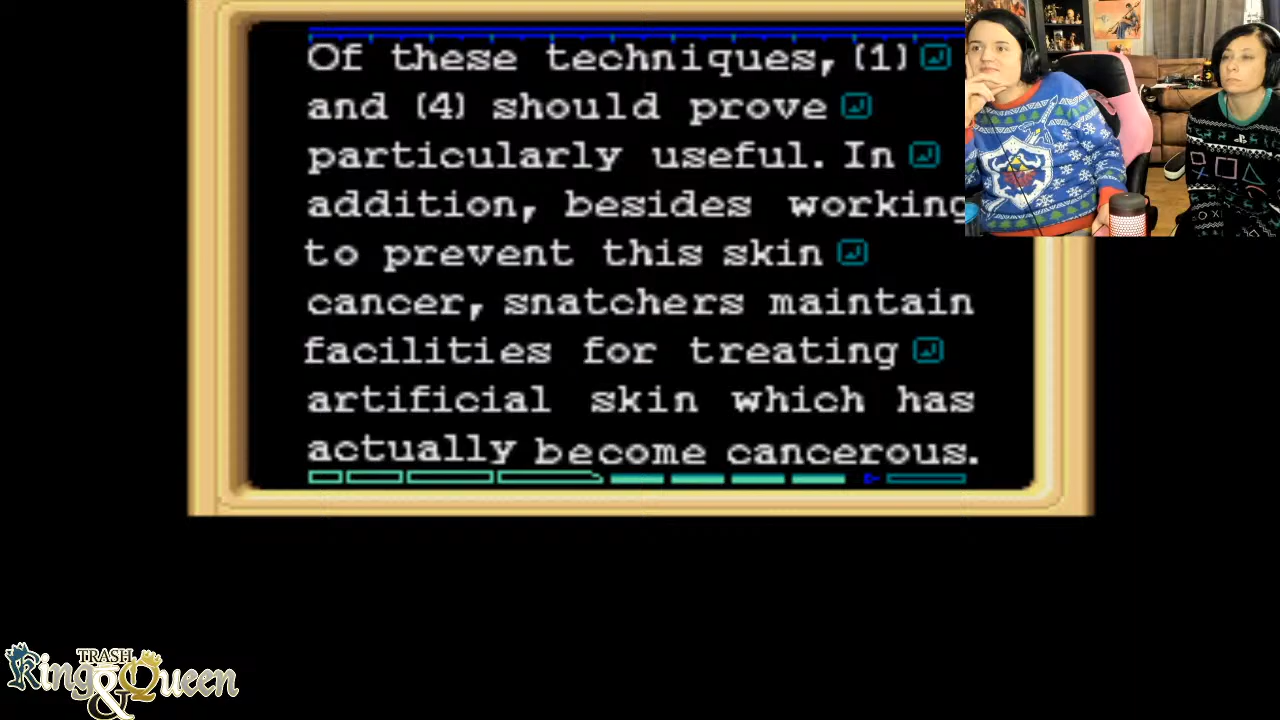 Of these techniques, (1)
and (4) should prove
particularly useful. In
addition, besides working
to prevent this skin
cancer, snatchers maintain
facilities for treating
artificial skin which has
actually become cancerous.
TRASH
King
& Queen